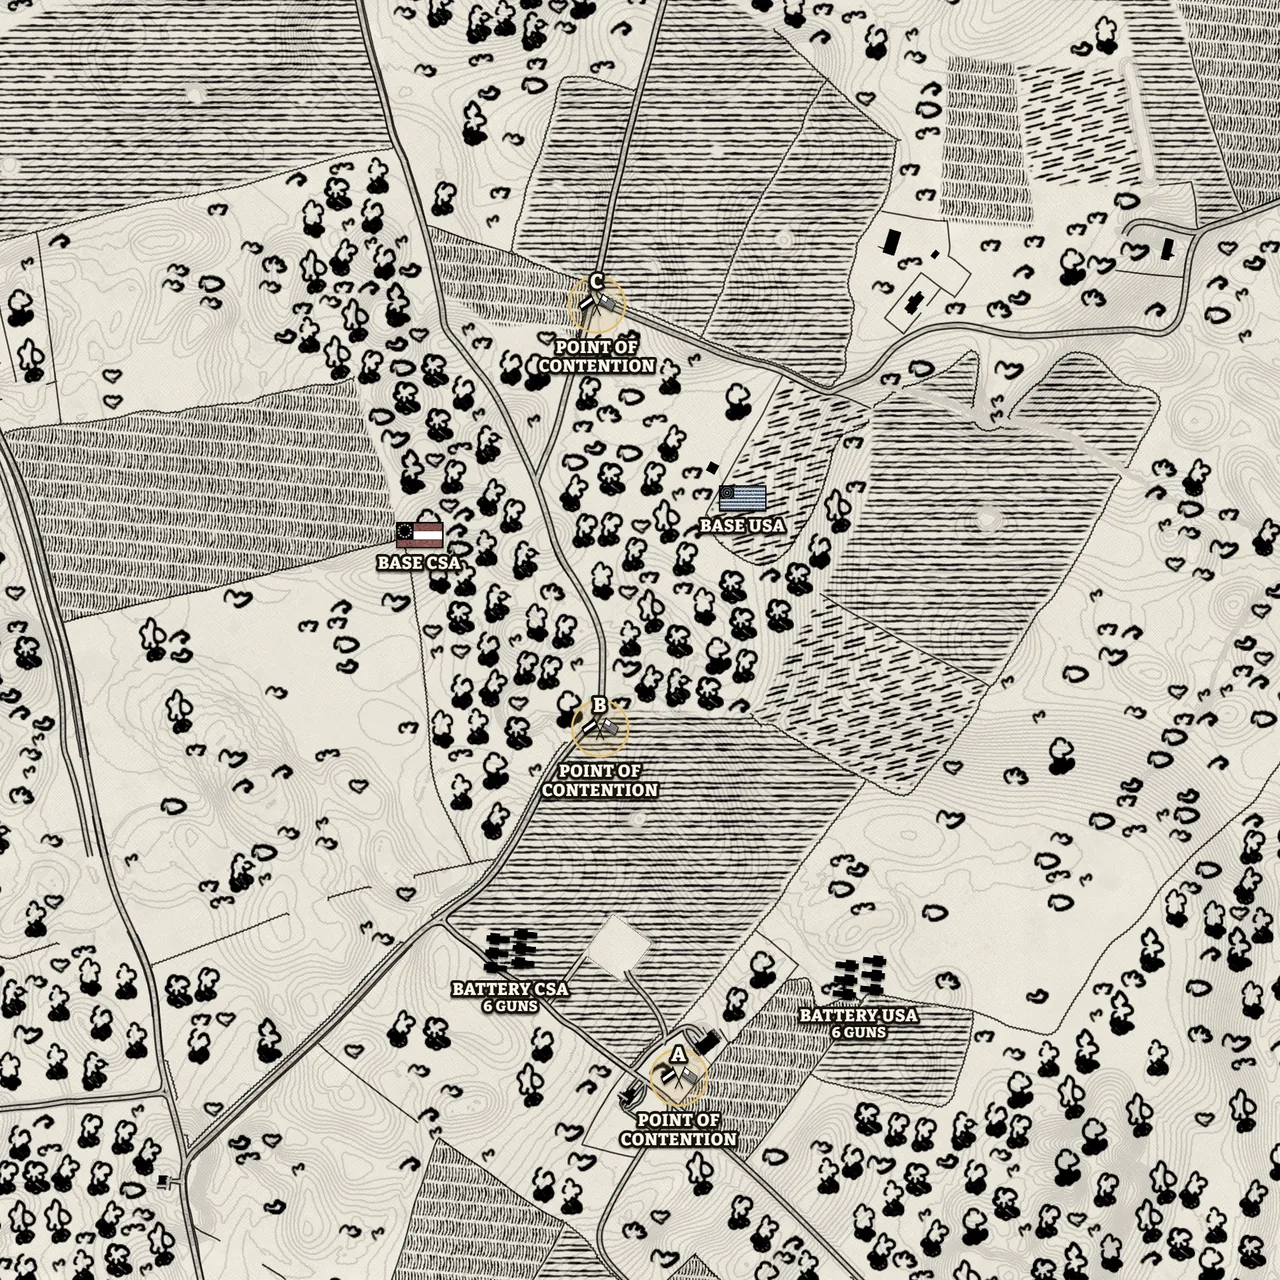 C
POINT OF
CONTENTION
BASE USA
BASE CSA
B
POINT OF
CONTENTION
BATTERY CSA
6 GUNS
BATTERY USA
6 GUNS
A
POINT OF
CONTENTION